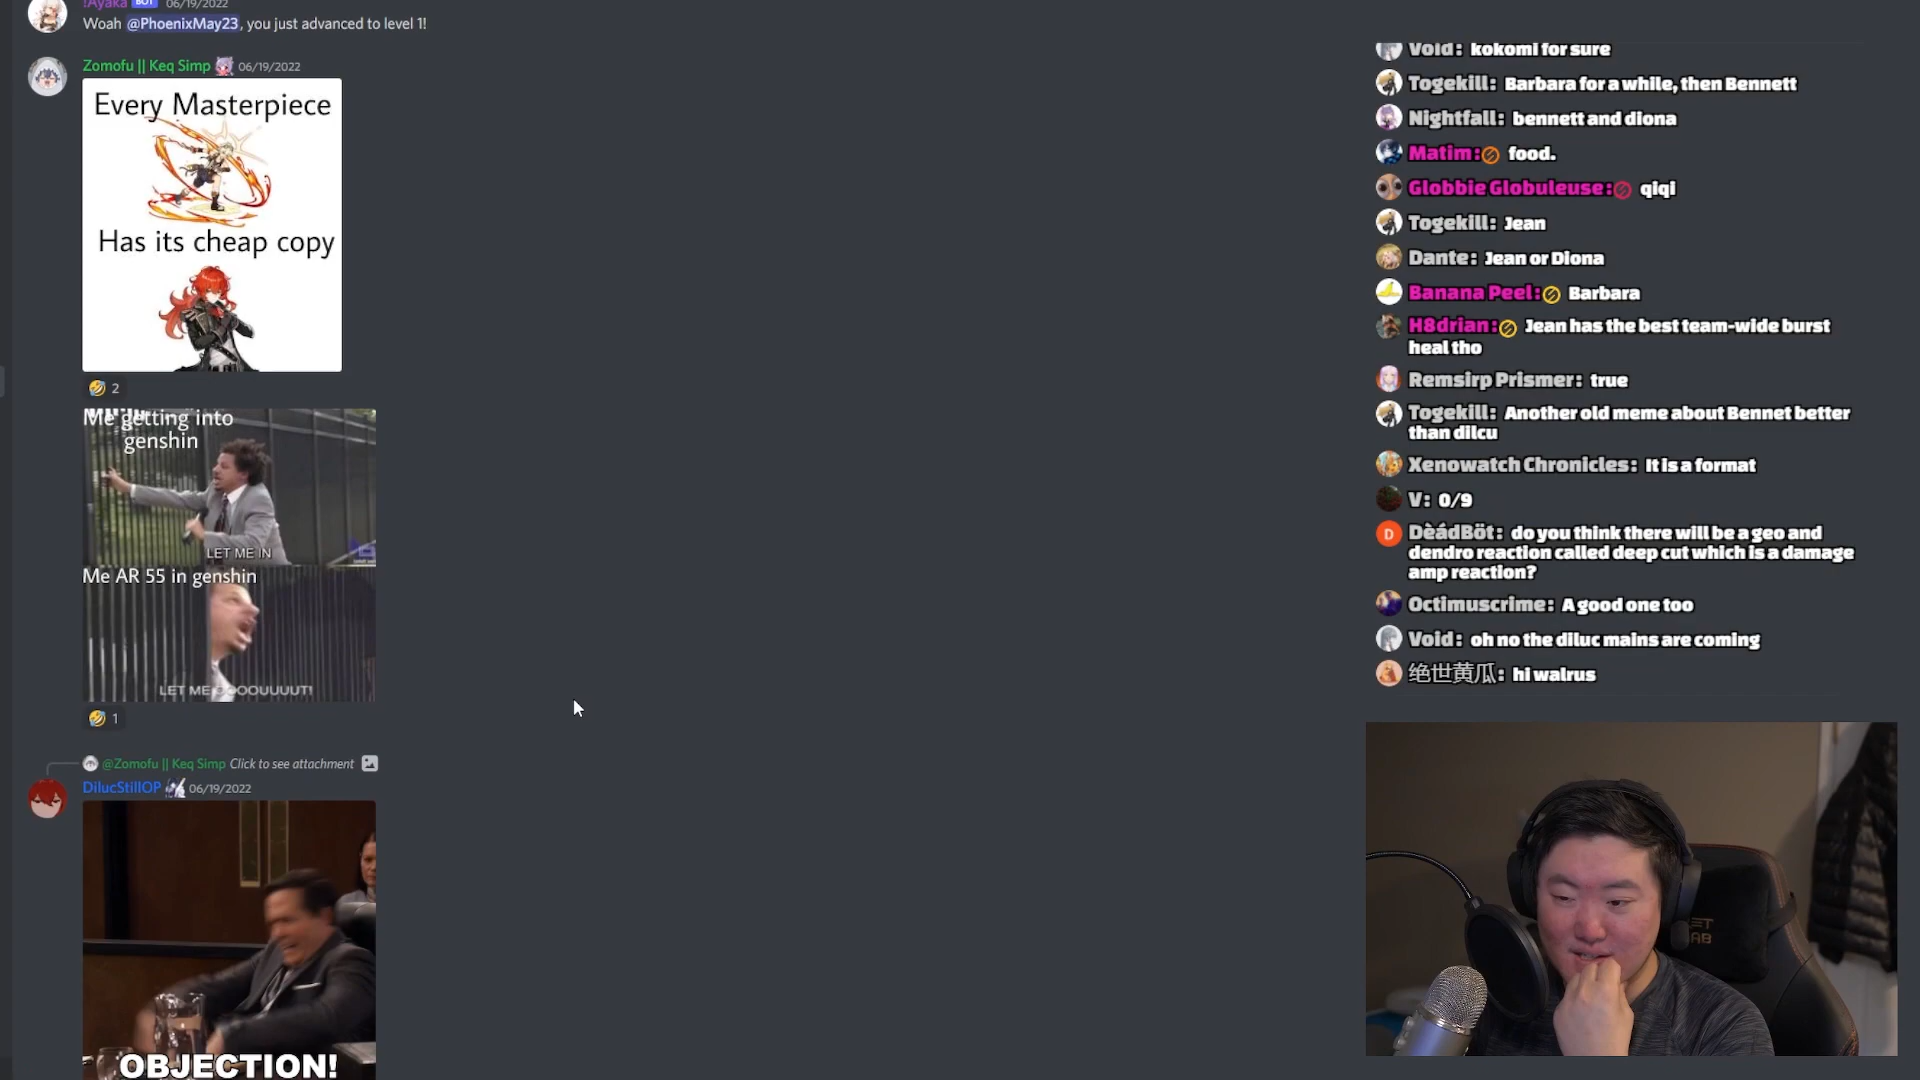 !Ayaka BOT 06/19/2022
Woah @PhoenixMay23, you just advanced to level 1!
Zomofu || Keq Simp 06/19/2022
Every Masterpiece
Has its cheap copy
2
Me getting into
genshin
LET ME IN
Me AR 55 in genshin
1
@Zomofu || Keq Simp Click to see attachment
DilucStillOP 06/19/2022
OBJECTION!
Void: kokomi for sure
Togekill: Barbara for a while, then Bennett
Nightfall: bennett and diona
Matim: food.
Globbie Globuleuse: qiqi
Togekill: Jean
Dante: Jean or Diona
Banana Peel: Barbara
H8drian: Jean has the best team-wide burst
heal tho
Remsirp Prismer: true
Togekill: Another old meme about Bennet better
than dilcu
Xenowatch Chronicles: It is a format
V: 0/9
D
DèádBöt: do you think there will be a geo and
dendro reaction called deep cut which is a damage
amp reaction?
Octimuscrime: A good one too
Void: oh no the diluc mains are coming
绝世黄瓜: hi walrus